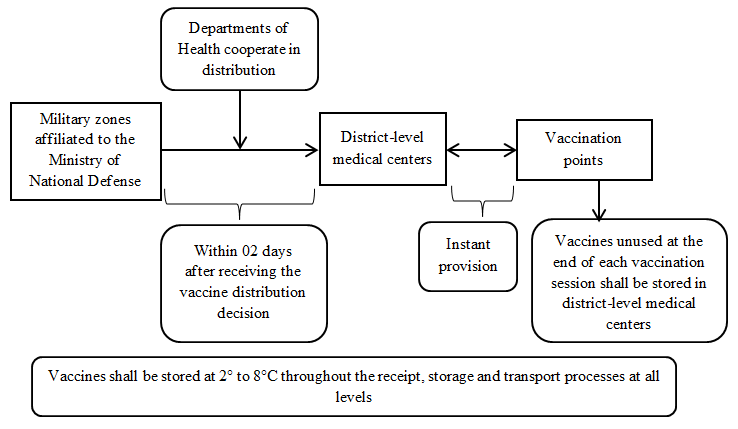 Departments of
Health cooperate in
distribution
Military zones
affiliated to the
Ministry of
National Defense
District-level
medical centers
Vaccination
points
Within 02 days
after receiving the
vaccine distribution
decision
Instant
provision
Vaccines unused at the
end of each vaccination
session shall be stored in
district-level medical
centers
Vaccines shall be stored at 2° to 8°C throughout the receipt, storage and transport processes at all
levels